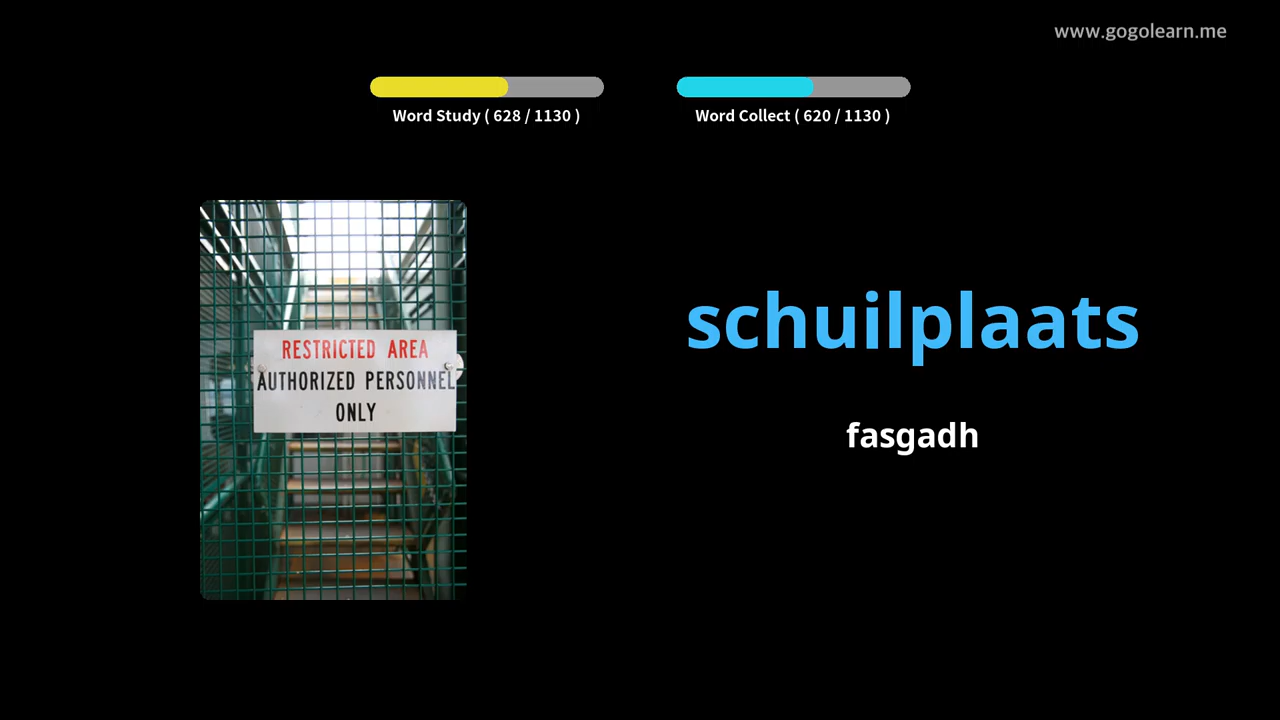 www.gogolearn.me
Word Study ( 628 / 1130 )
Word Collect ( 620 / 1130 )
RESTRICTED AREA
AUTHORIZED PERSONNEL
ONLY
schuilplaats
fasgadh